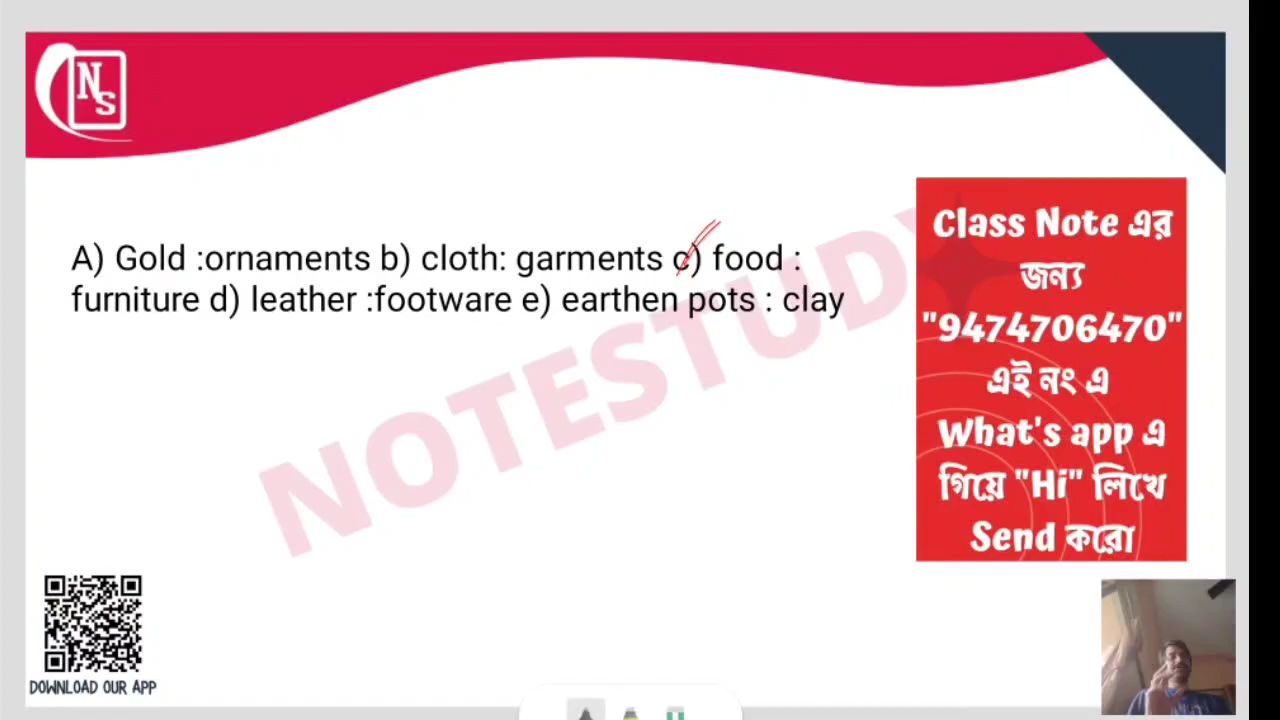 NS
A) Gold :ornaments b) cloth: garments c) food :
furniture d) leather :footware e) earthen pots : clay
NOTESTUDY
Class Note এর
জন্য
"9474706470"
এই নং এ
What's app এ
গিয়ে "Hi" লিখে
Send করো
DOWNLOAD OUR APP